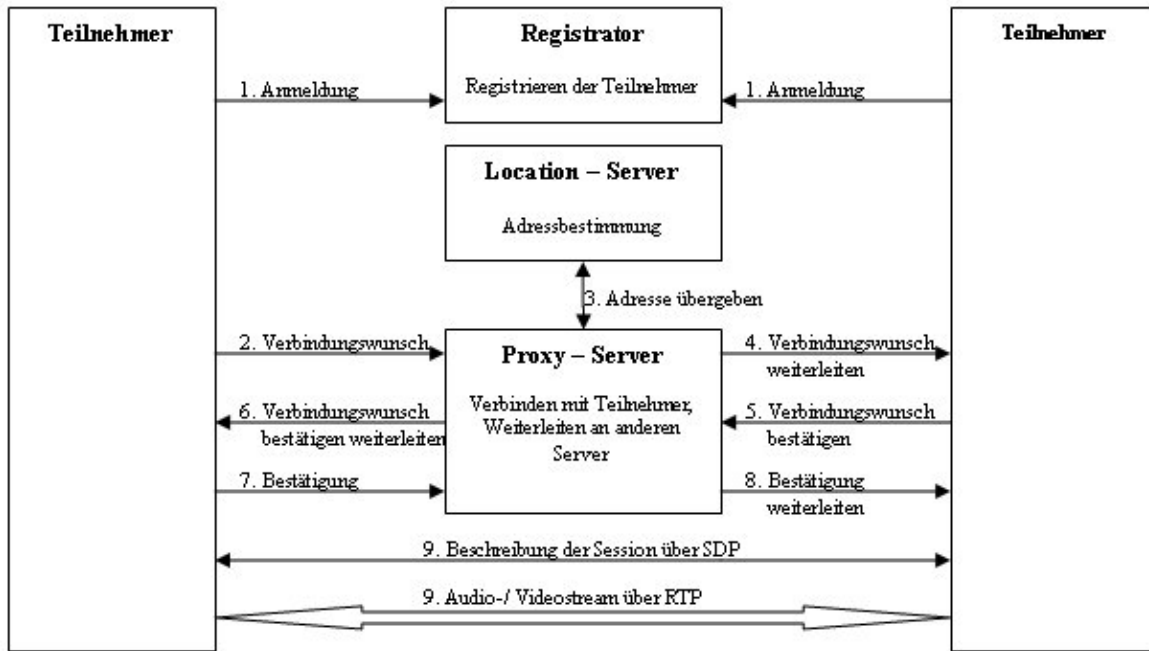 Teilnehmer
Registrator
Teilnehmer
Registrieren der Teilnehmer
1. Anmeldung
1. Anmeldung
Location – Server
Adressbestimmung
3. Adresse übergeben
Proxy – Server
Verbinden mit Teilnehmer,
Weiterleiten an anderen
Server
2. Verbindungswunsch
4. Verbindungswunsch
weiterleiten
6. Verbindungswunsch
bestätigen weiterleiten
5. Verbindungswunsch
bestätigen
7. Bestätigung
8. Bestätigung
weiterleiten
9. Beschreibung der Session über SDP
9. Audio-/ Videostream über RTP